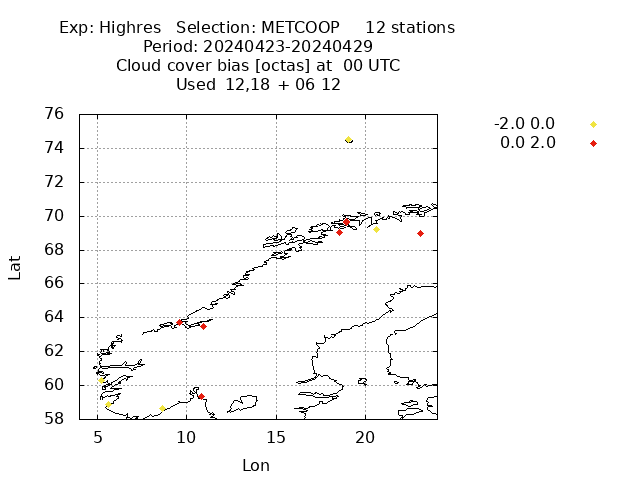 Exp: Highres   Selection: METCOOP     12 stations
Period: 20240423-20240429
Cloud cover bias [octas] at  00 UTC
Used  12,18 + 06 12
-2.0 0.0
0.0 2.0
76
74
72
70
68
66
64
62
60
58
Lat
5 10 15 20
Lon